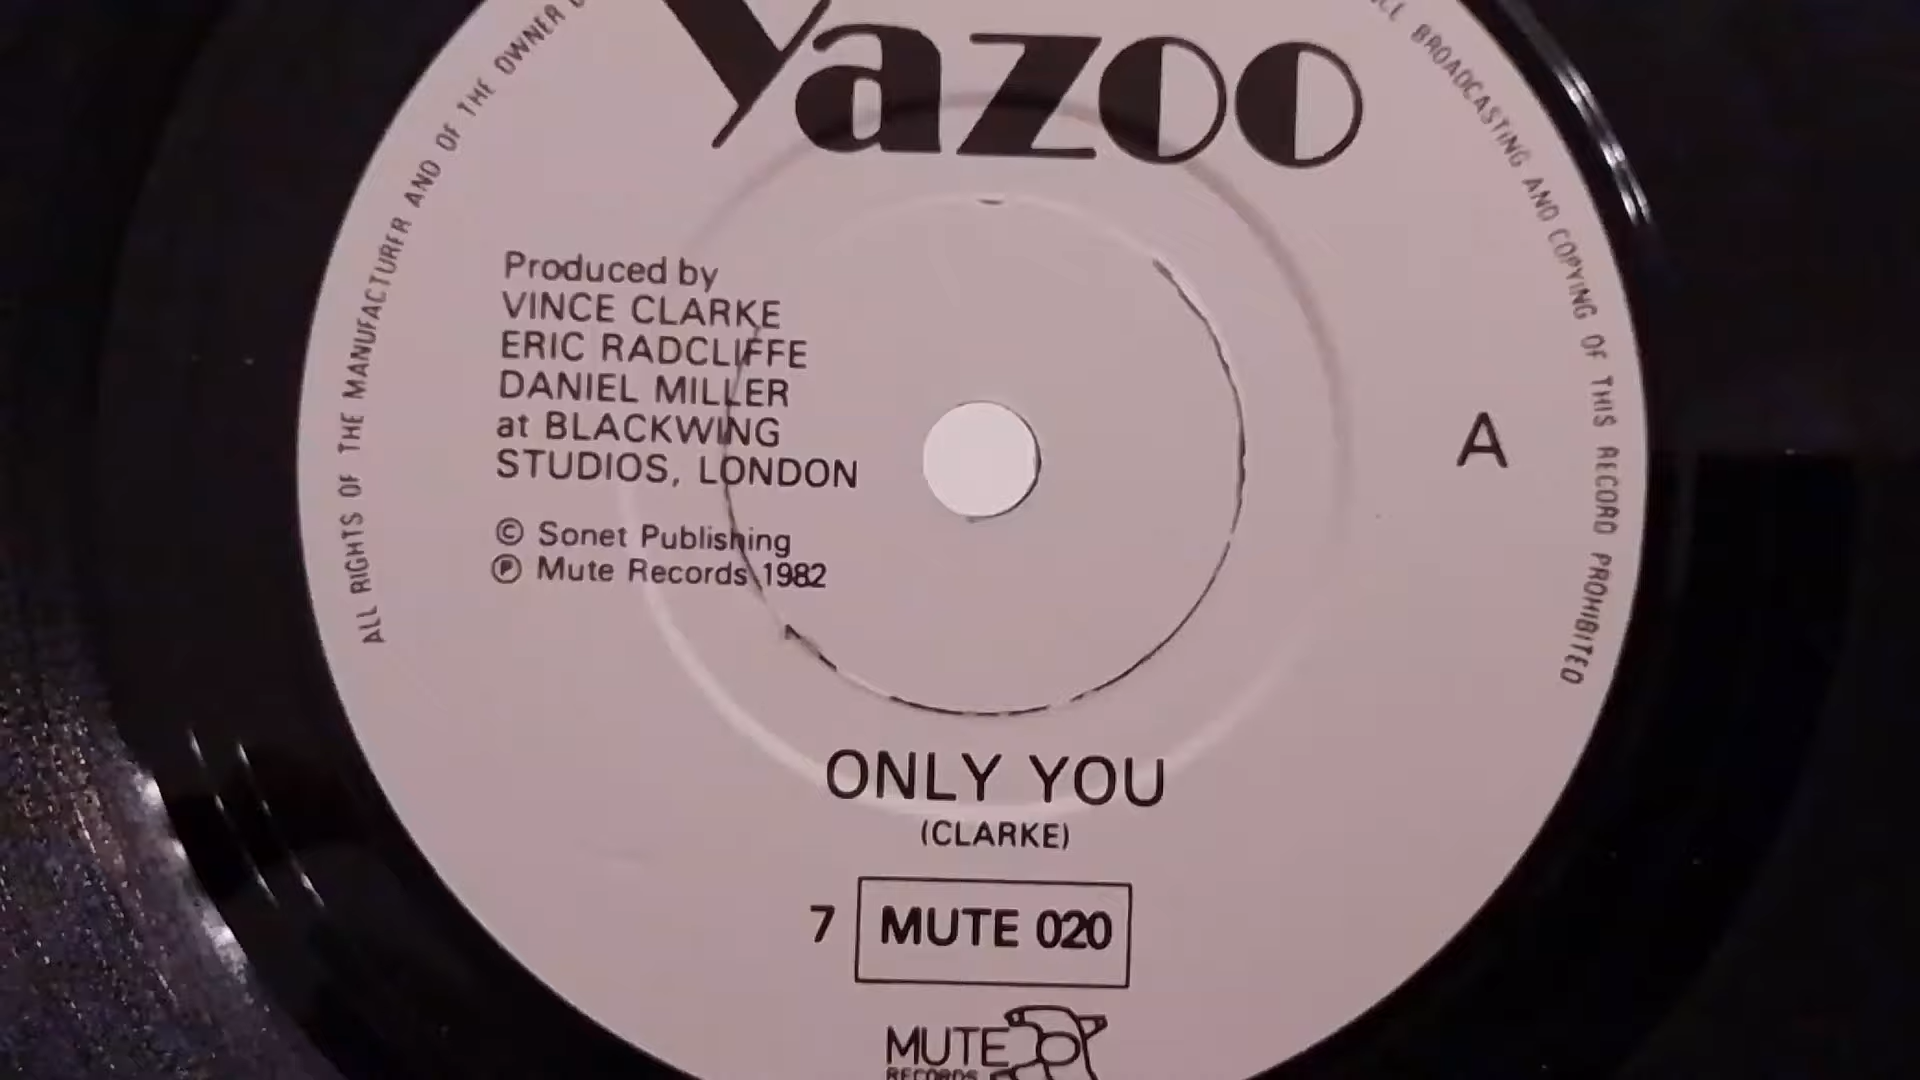 Yazoo
ALL RIGHTS OF THE MANUFACTURER AND OF THE OWNER
BROADCASTING AND COPYING OF THIS RECORD PROHIBITED
Produced by
VINCE CLARKE
ERIC RADCLIFFE
DANIEL MILLER
at BLACKWING
STUDIOS, LONDON
© Sonet Publishing
℗ Mute Records 1982
A
ONLY YOU
(CLARKE)
7 MUTE 020
MUTE
RECORDS